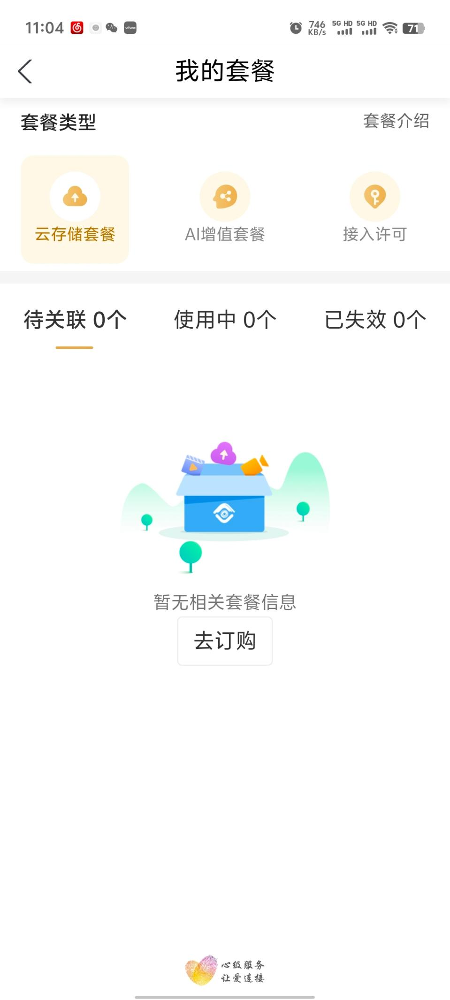 11:04
vivo
746 KB/s
5G HD 5G HD
71
我的套餐
套餐类型
套餐介绍
云存储套餐
AI增值套餐
接入许可
待关联 0个
使用中 0个
已失效 0个
暂无相关套餐信息
去订购
心级服务
让爱连接